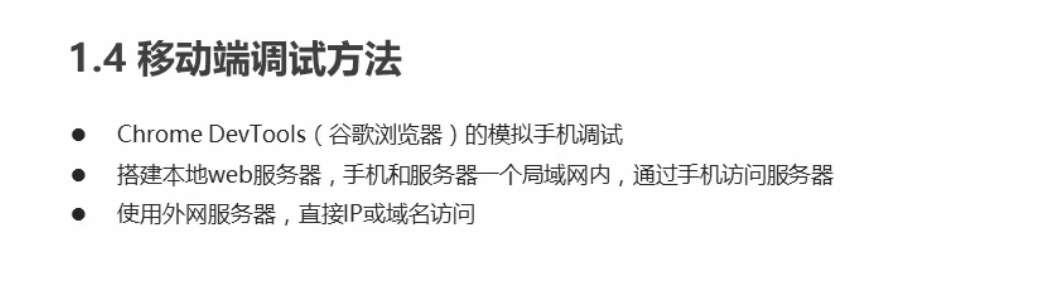 1.4 移动端调试方法
● Chrome DevTools（谷歌浏览器）的模拟手机调试
● 搭建本地web服务器，手机和服务器一个局域网内，通过手机访问服务器
● 使用外网服务器，直接IP或域名访问